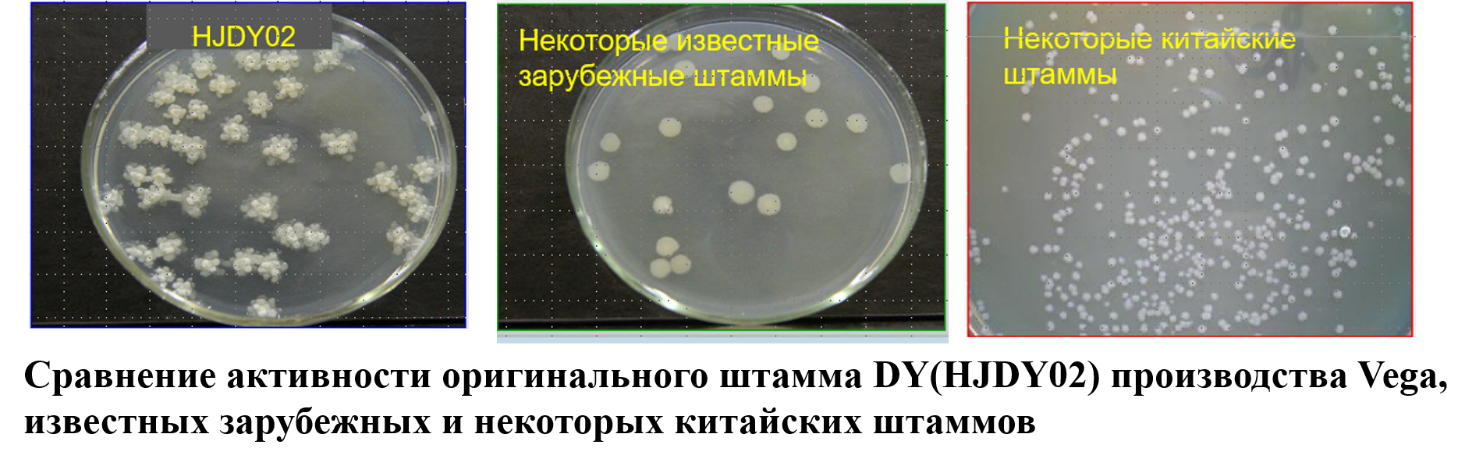 HJDY02
Некоторые известные
зарубежные штаммы
Некоторые китайские
штаммы
Сравнение активности оригинального штамма DY(HJDY02) производства Vega,
известных зарубежных и некоторых китайских штаммов